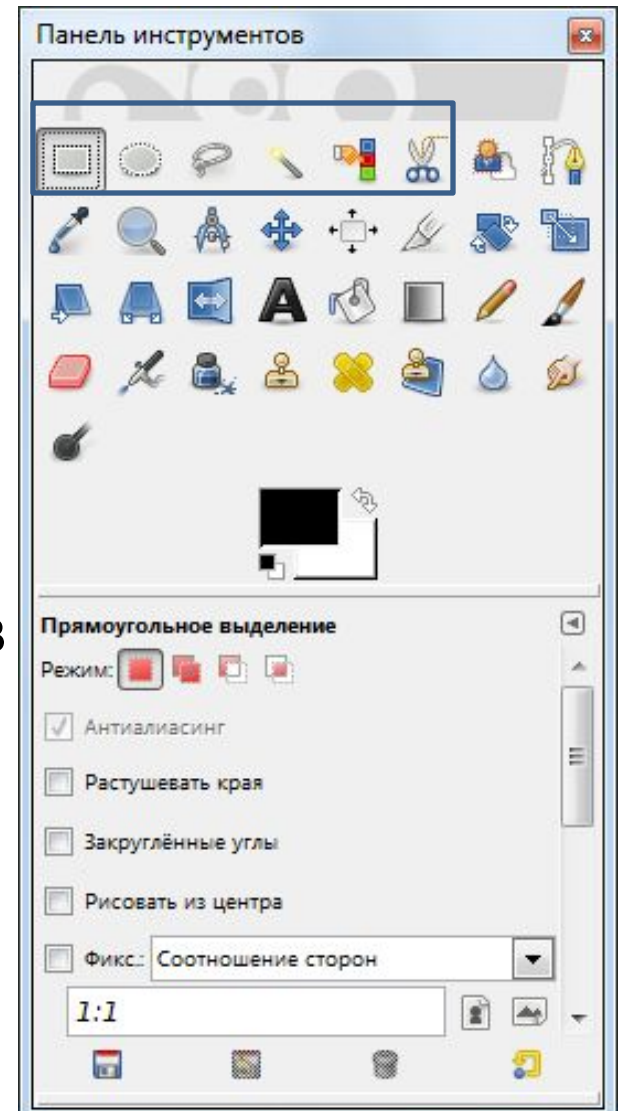 Панель инструментов
В
Прямоугольное выделение
Режим:
Антиалиасинг
Растушевать края
Закруглённые углы
Рисовать из центра
Фикс.: Соотношение сторон
1:1